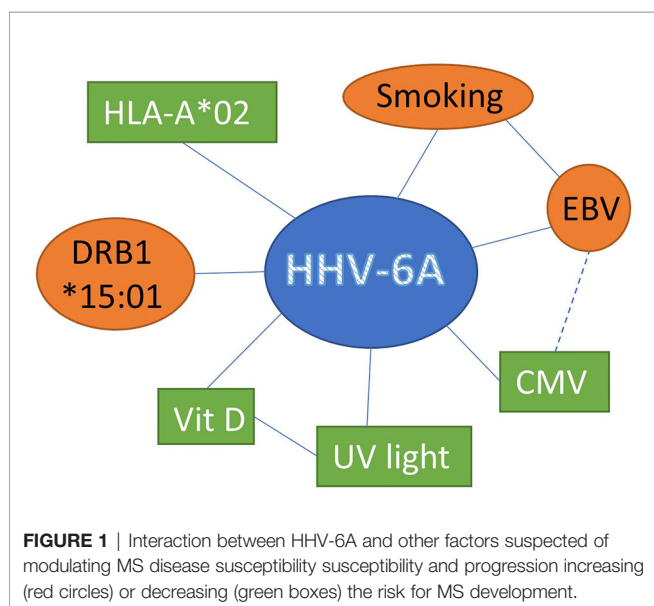 Smoking
HLA-A*02
EBV
DRB1
*15:01
HHV-6A
CMV
Vit D
UV light
FIGURE 1 | Interaction between HHV-6A and other factors suspected of
modulating MS disease susceptibility susceptibility and progression increasing
(red circles) or decreasing (green boxes) the risk for MS development.